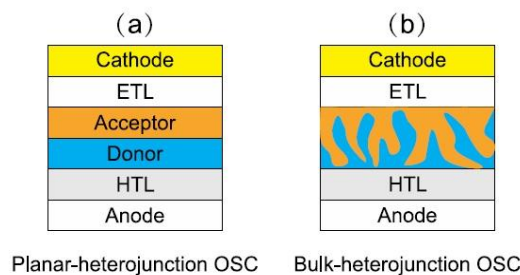 (a)
Cathode
ETL
Acceptor
Donor
HTL
Anode
Planar-heterojunction OSC
(b)
Cathode
ETL
HTL
Anode
Bulk-heterojunction OSC